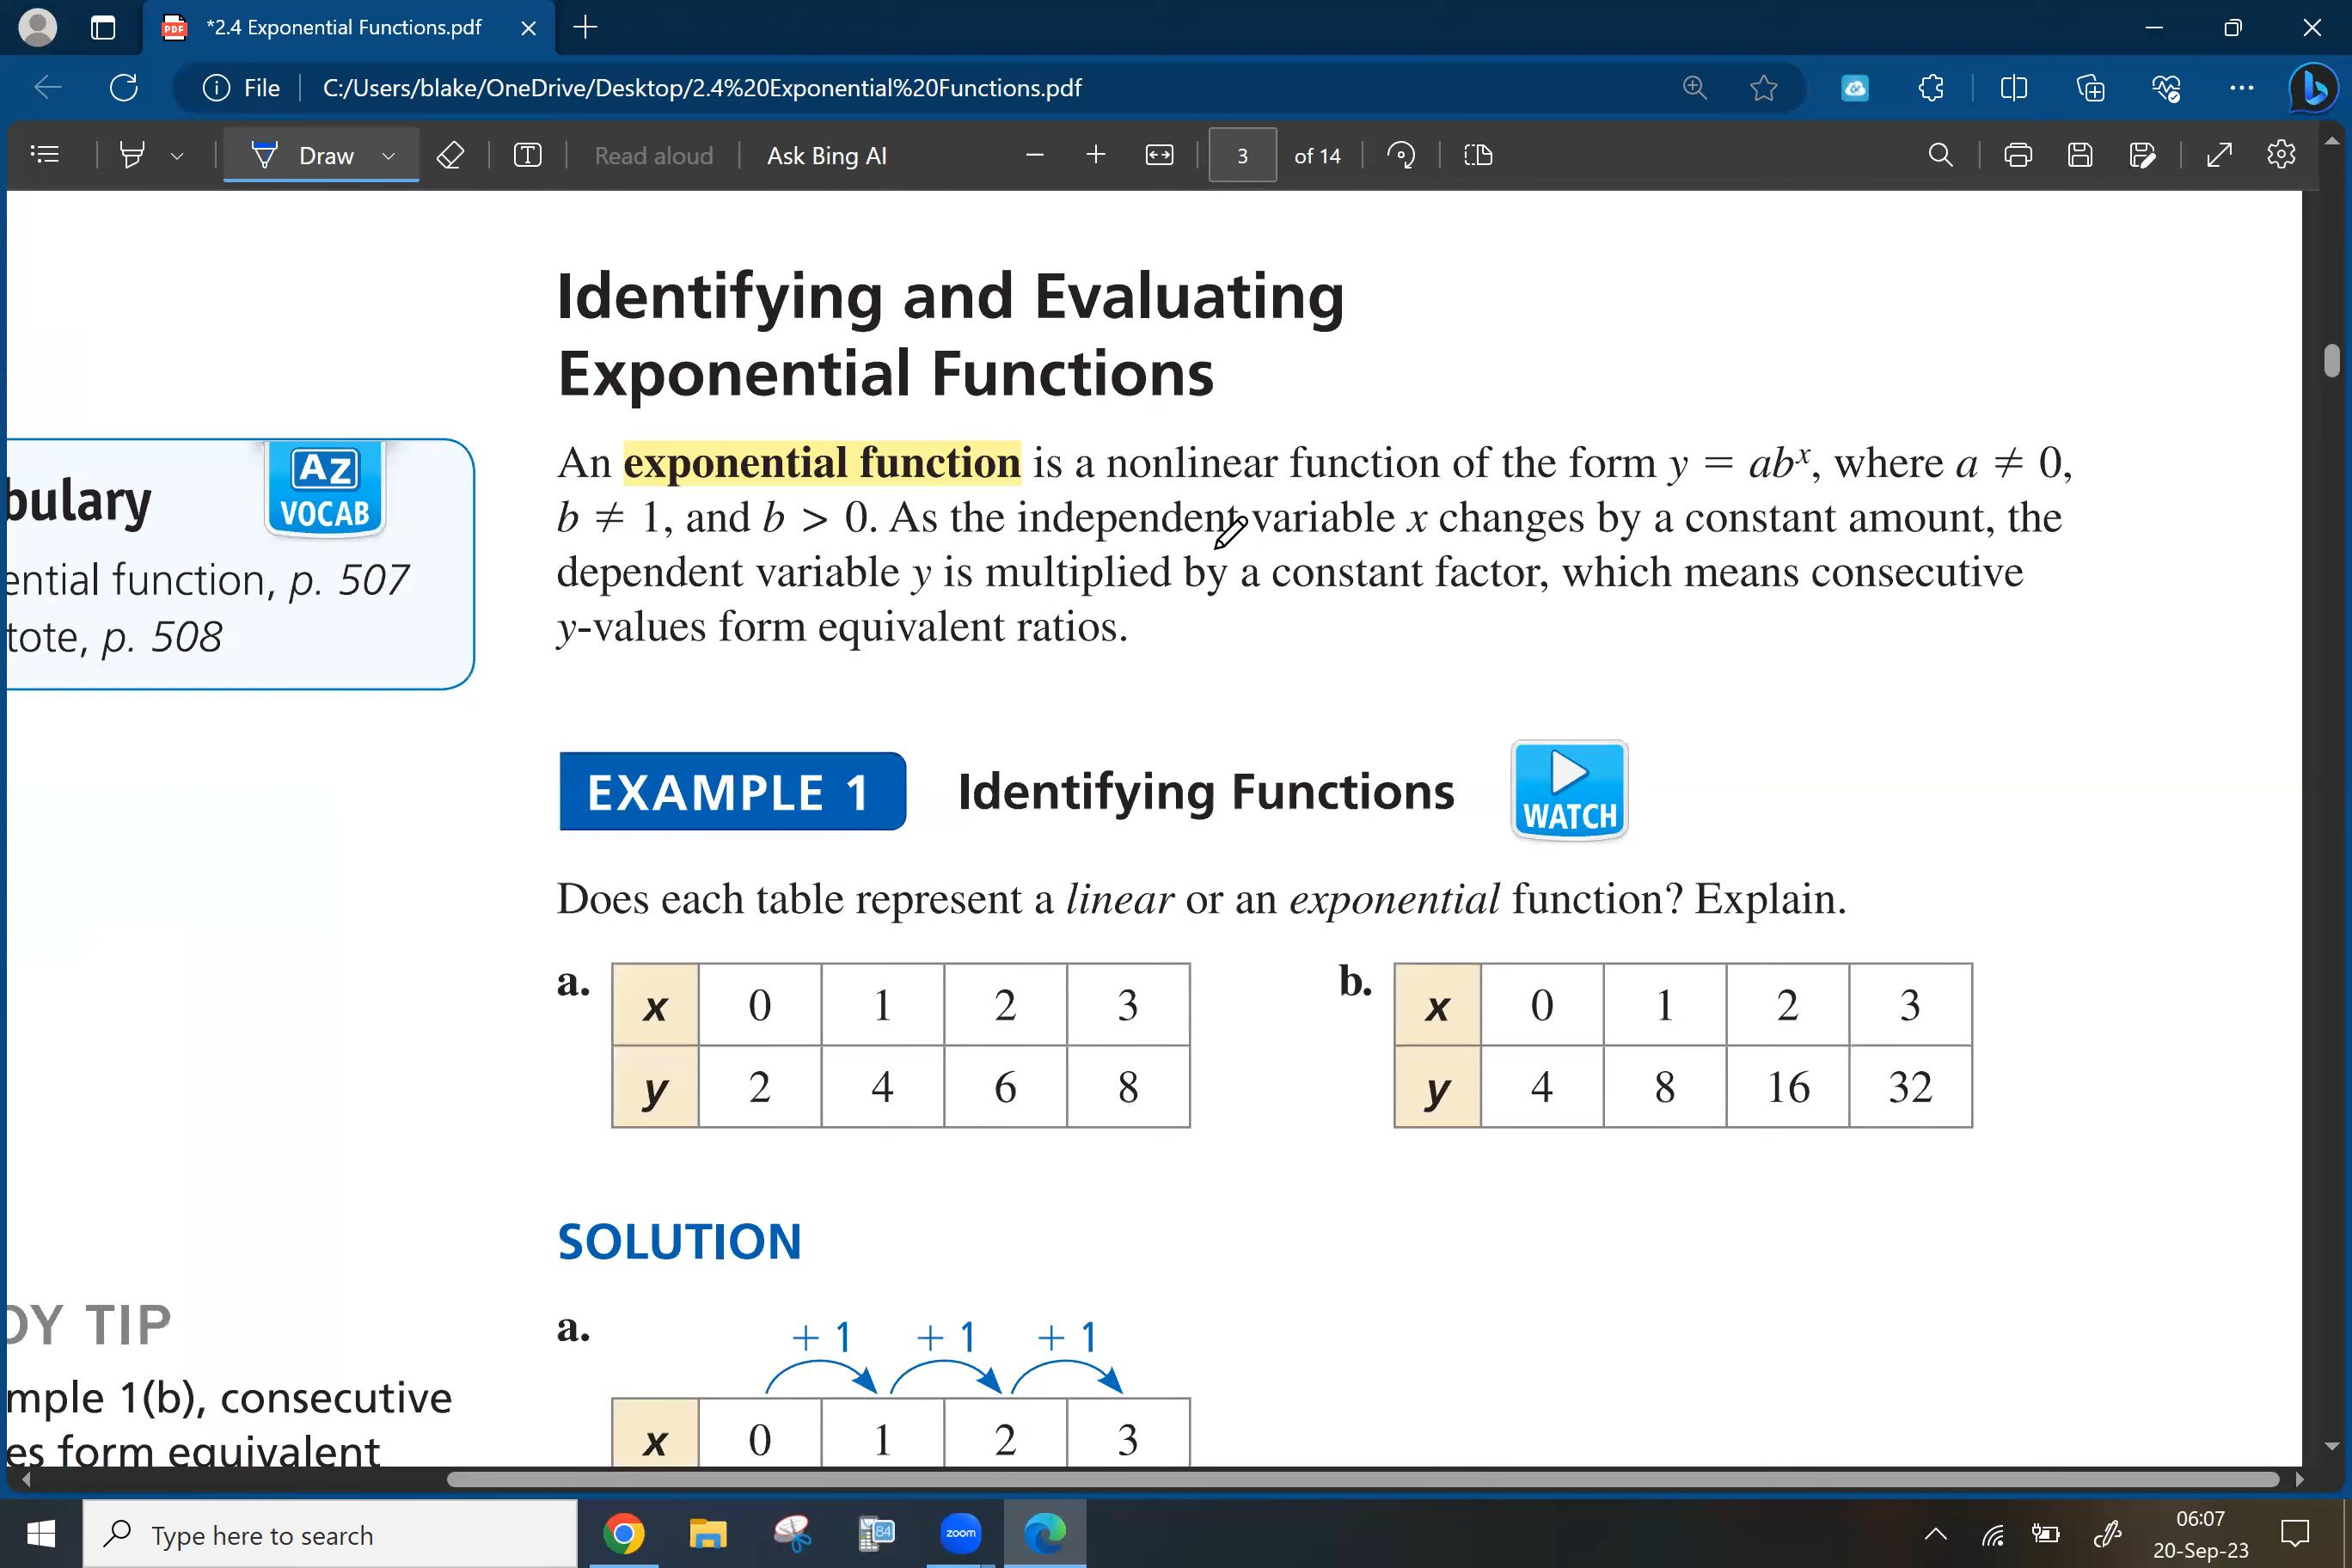 *2.4 Exponential Functions.pdf
File
C:/Users/blake/OneDrive/Desktop/2.4%20Exponential%20Functions.pdf
Draw
Read aloud
Ask Bing AI
3
of 14
Identifying and Evaluating
Exponential Functions
An exponential function is a nonlinear function of the form y = abˣ, where a ≠ 0,
b ≠ 1, and b > 0. As the independent variable x changes by a constant amount, the
dependent variable y is multiplied by a constant factor, which means consecutive
y-values form equivalent ratios.
bulary
AZ
VOCAB
ential function, p. 507
tote, p. 508
EXAMPLE 1 Identifying Functions
WATCH
Does each table represent a linear or an exponential function? Explain.
a.
x 0 1 2 3
y 2 4 6 8
b.
x 0 1 2 3
y 4 8 16 32
SOLUTION
a.
+ 1 + 1 + 1
x 0 1 2 3
DY TIP
mple 1(b), consecutive
es form equivalent
Type here to search
84
zoom
06:07
20-Sep-23